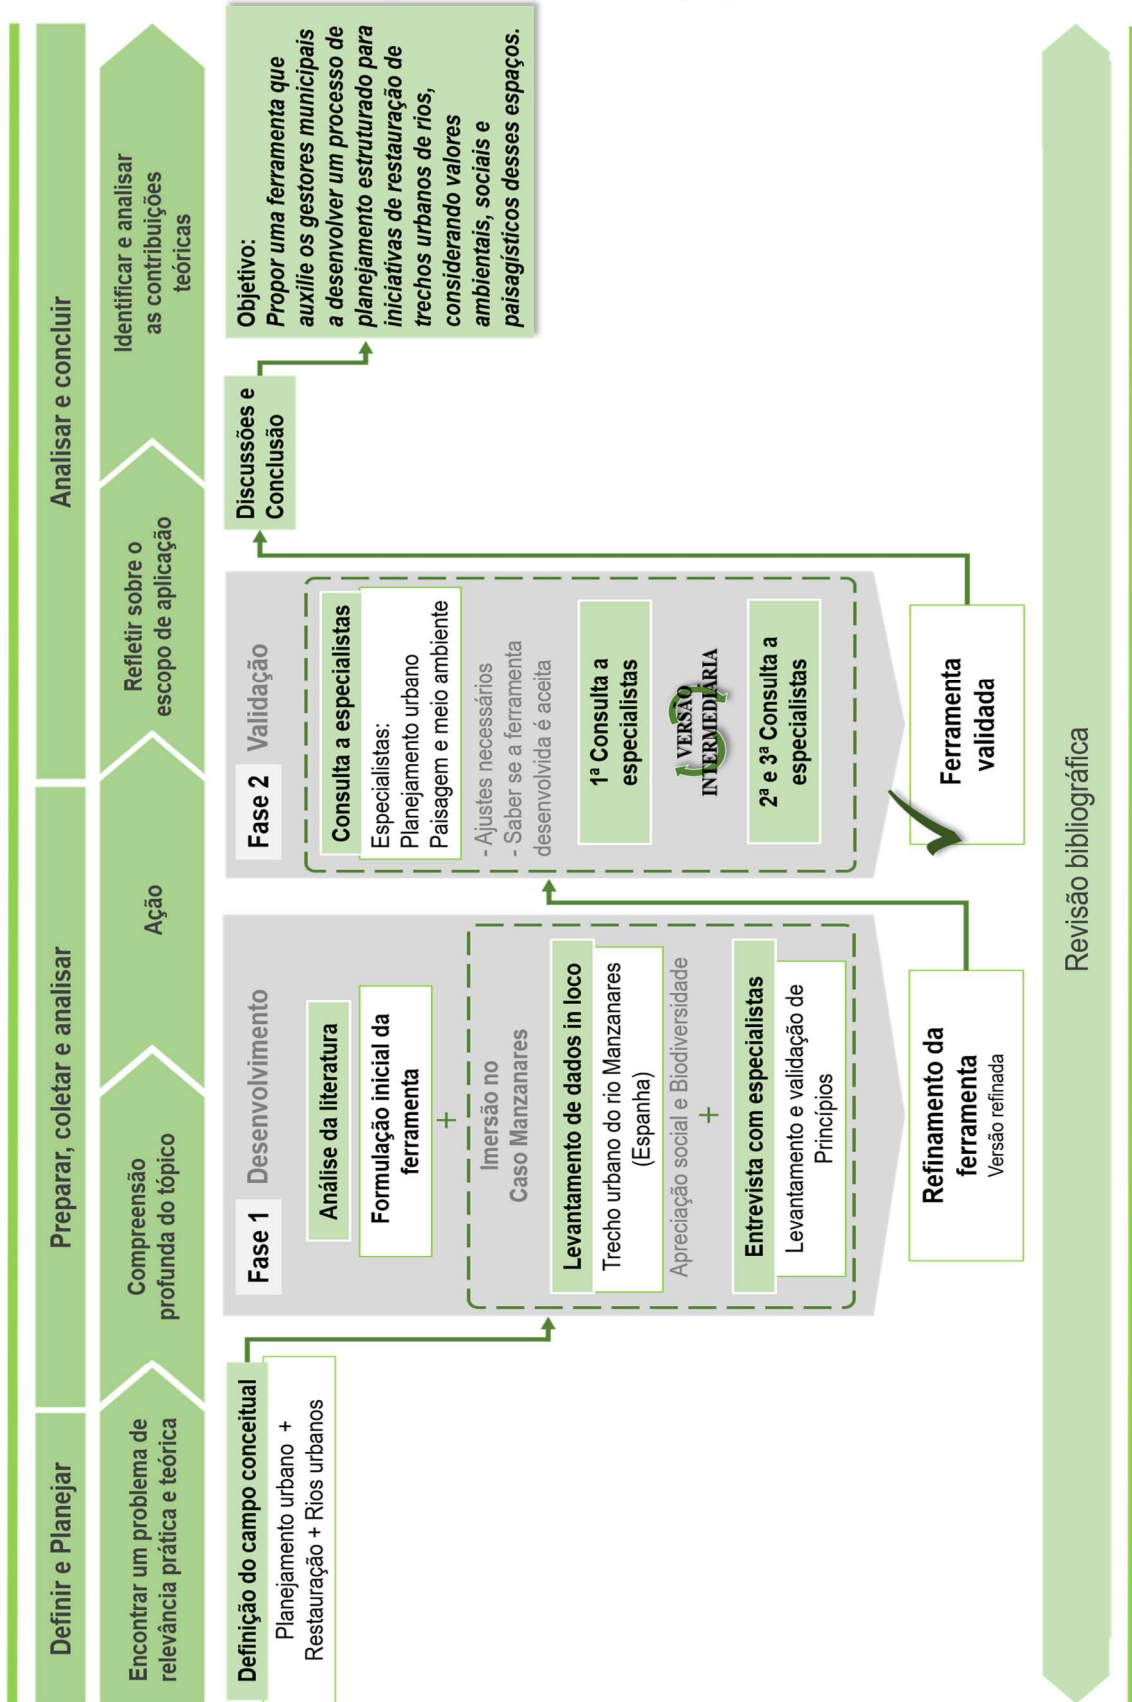 Definir e Planejar
Preparar, coletar e analisar
Analisar e concluir
Encontrar um problema de
relevância prática e teórica
Compreensão
profunda do tópico
Ação
Refletir sobre o
escopo de aplicação
Identificar e analisar
as contribuições
teóricas
Definição do campo conceitual
Planejamento urbano +
Restauração + Rios urbanos
Fase 1 Desenvolvimento
Análise da literatura
Formulação inicial da
ferramenta
+
Imersão no
Caso Manzanares
Levantamento de dados in loco
Trecho urbano do rio Manzanares
(Espanha)
Apreciação social e Biodiversidade
+
Entrevista com especialistas
Levantamento e validação de
Princípios
Refinamento da
ferramenta
Versão refinada
Fase 2 Validação
Consulta a especialistas
Especialistas:
Planejamento urbano
Paisagem e meio ambiente
- Ajustes necessários
- Saber se a ferramenta
desenvolvida é aceita
1ª Consulta a
especialistas
VERSÃO
INTERMEDIÁRIA
2ª e 3ª Consulta a
especialistas
Ferramenta
validada
Discussões e
Conclusão
Objetivo:
Propor uma ferramenta que
auxilie os gestores municipais
a desenvolver um processo de
planejamento estruturado para
iniciativas de restauração de
trechos urbanos de rios,
considerando valores
ambientais, sociais e
paisagísticos desses espaços.
Revisão bibliográfica